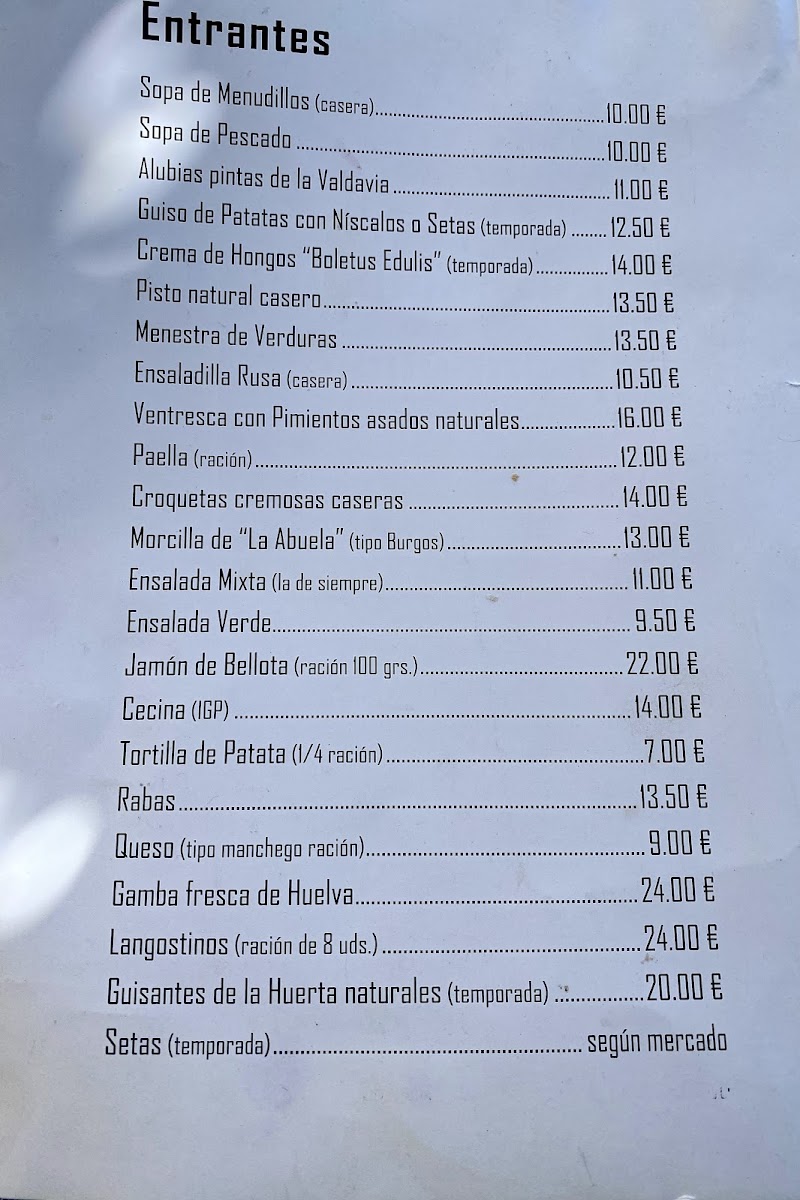 Entrantes
Sopa de Menudillos (casera)..........10.00 €
Sopa de Pescado..........10.00 €
Alubias pintas de la Valdavia..........11.00 €
Guiso de Patatas con Níscalos o Setas (temporada)........12.50 €
Crema de Hongos “Boletus Edulis” (temporada)..........14.00 €
Pisto natural casero..........13.50 €
Menestra de Verduras..........13.50 €
Ensaladilla Rusa (casera)..........10.50 €
Ventresca con Pimientos asados naturales..........16.00 €
Paella (ración)..........12.00 €
Croquetas cremosas caseras..........14.00 €
Morcilla de “La Abuela” (tipo Burgos)..........13.00 €
Ensalada Mixta (la de siempre)..........11.00 €
Ensalada Verde..........9.50 €
Jamón de Bellota (ración 100 grs.)..........22.00 €
Cecina (IGP)..........14.00 €
Tortilla de Patata (1/4 ración)..........7.00 €
Rabas..........13.50 €
Queso (tipo manchego ración)..........9.00 €
Gamba fresca de Huelva..........24.00 €
Langostinos (ración de 8 uds.)..........24.00 €
Guisantes de la Huerta naturales (temporada)..........20.00 €
Setas (temporada)..........según mercado